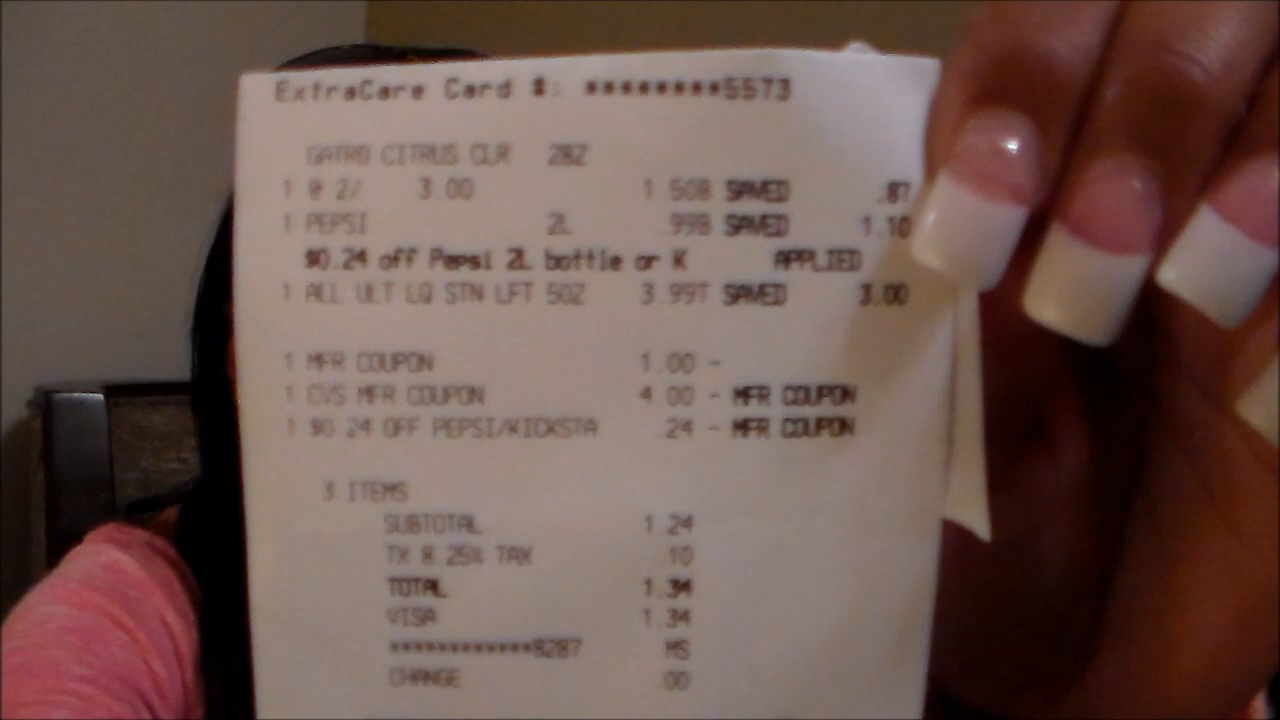 ExtraCare Card #: ********5573
GATRD CITRUS CLR 28Z
1 @ 2/ 3.00 1.50B SAVED .87
1 PEPSI 2L .99B SAVED 1.10
$0.24 off Pepsi 2L bottle or K APPLIED
1 ALL ULT LQ STN LFT 50Z 3.99T SAVED 3.00
1 MFR COUPON 1.00 -
1 CVS MFR COUPON 4.00 - MFR COUPON
1 $0.24 OFF PEPSI/KICKSTA .24 - MFR COUPON
3 ITEMS
SUBTOTAL 1.24
TX 8.25% TAX .10
TOTAL 1.34
VISA 1.34
************8287 MS
CHANGE .00